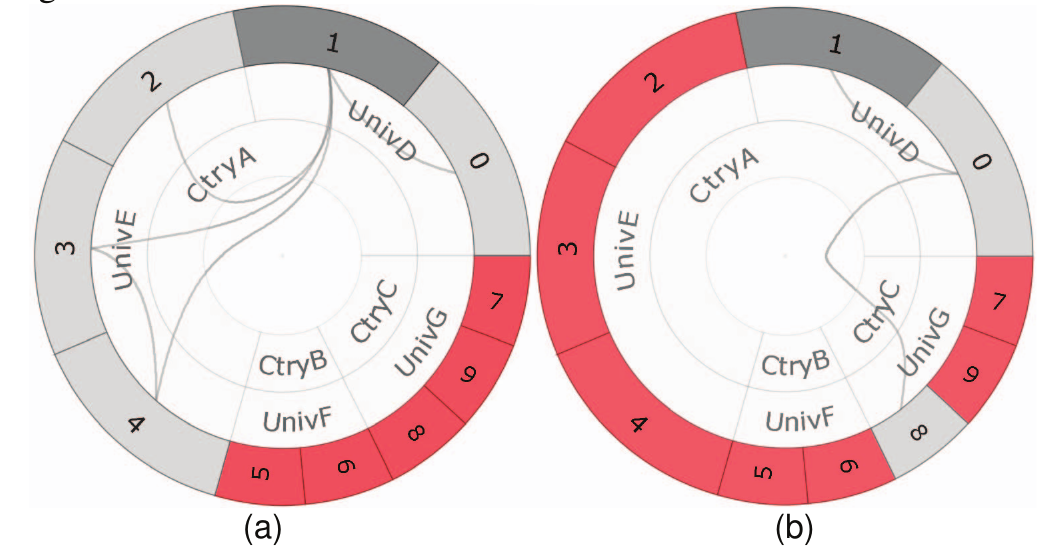 1
2
0
3
4
5
6
8
9
7
UnivD
CtryA
UnivE
CtryC
UnivG
CtryB
UnivF
(a)
1
2
0
3
4
5
6
8
9
7
UnivD
CtryA
UnivE
CtryC
UnivG
CtryB
UnivF
(b)